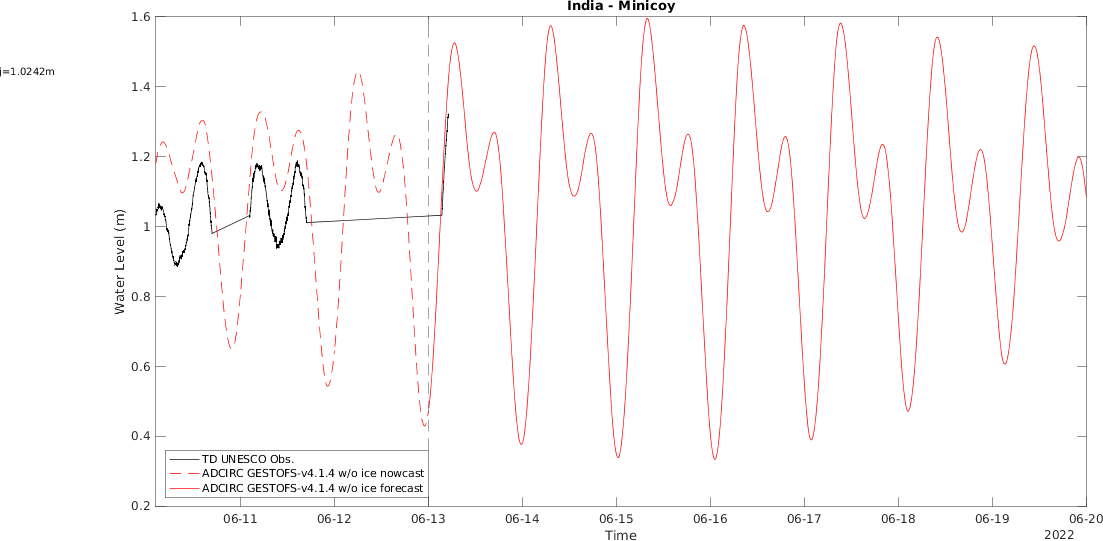 India - Minicoy
j=1.0242m
1.6
1.4
1.2
1
0.8
0.6
0.4
0.2
Water Level (m)
TD UNESCO Obs.
ADCIRC GESTOFS-v4.1.4 w/o ice nowcast
ADCIRC GESTOFS-v4.1.4 w/o ice forecast
06-11 06-12 06-13 06-14 06-15 06-16 06-17 06-18 06-19 06-20
Time
2022